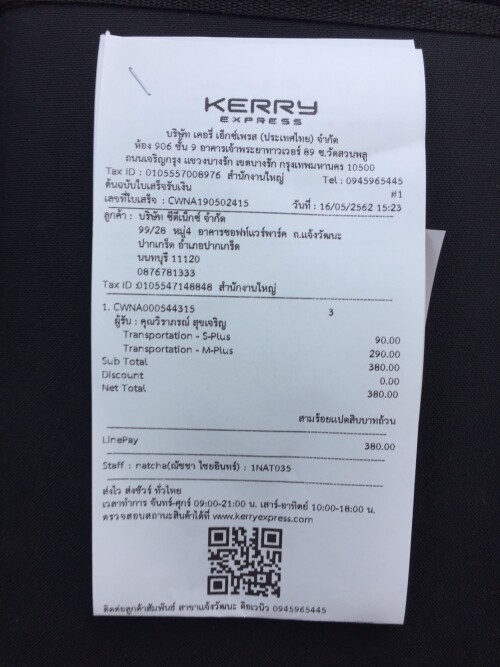 KERRY
EXPRESS
บริษัท เคอรี่ เอ็กซ์เพรส (ประเทศไทย) จำกัด
ห้อง 906 ชั้น 9 อาคารเจ้าพระยาทาวเวอร์ 89 ซ.วัดสวนพลู
ถนนเจริญกรุง แขวงบางรัก เขตบางรัก กรุงเทพมหานคร 10500
Tax ID : 0105557008976 สำนักงานใหญ่ Tel : 0945965445
ต้นฉบับใบเสร็จรับเงิน #1
เลขที่ใบเสร็จ : CWNA190502415 วันที่ : 16/05/2562 15:23
ลูกค้า : บริษัท ซีดีเน็กซ์ จำกัด
99/28 หมู่4 อาคารซอฟท์แวร์พาร์ค ถ.แจ้งวัฒนะ
ปากเกร็ด อำเภอปากเกร็ด
นนทบุรี 11120
0876781333
Tax ID :0105547148848 สำนักงานใหญ่
1. CWNA000544315 3
ผู้รับ : คุณวิราภรณ์ สุขเจริญ
Transportation - S-Plus 90.00
Transportation - M-Plus 290.00
Sub Total 380.00
Discount 0.00
Net Total 380.00
สามร้อยแปดสิบบาทถ้วน
LinePay 380.00
Staff : natcha(ณัชชา ไชยอินทร์) : 1NAT035
ส่งไว ส่งชัวร์ ทั่วไทย
เวลาทำการ จันทร์-ศุกร์ 09:00-21:00 น. เสาร์-อาทิตย์ 10:00-18:00 น.
ตรวจสอบสถานะสินค้าได้ที่ www.kerryexpress.com
ติดต่อลูกค้าสัมพันธ์ สาขาแจ้งวัฒนะ ดิอเวนิว 0945965445